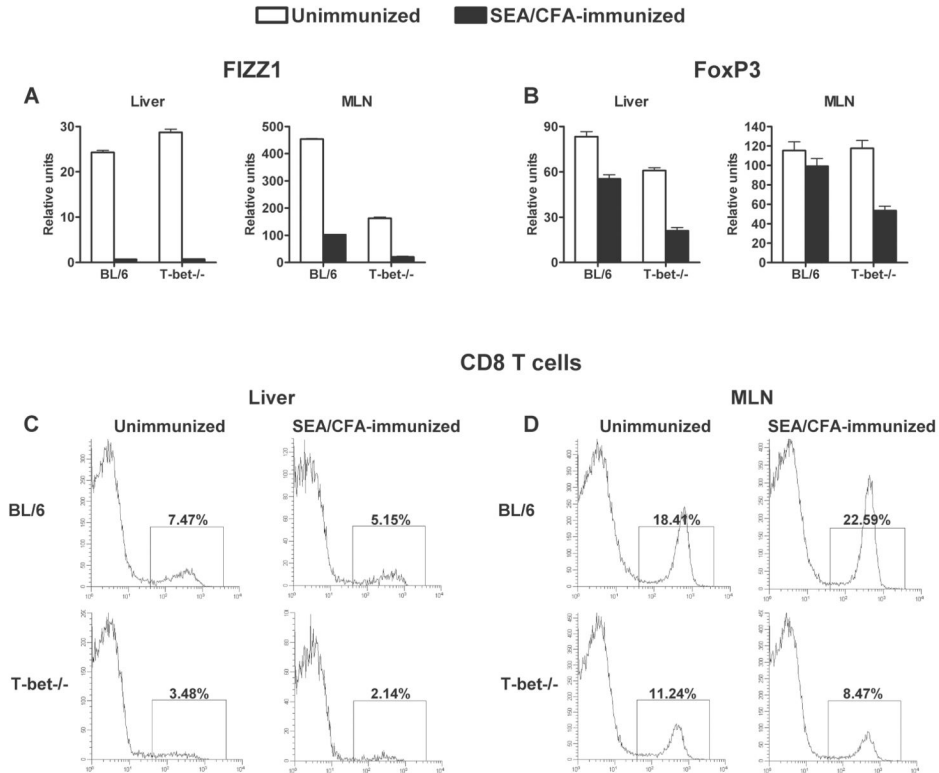 Unimmunized SEA/CFA-immunized
FIZZ1 FoxP3
A Liver MLN B Liver MLN
Relative units Relative units Relative units Relative units
30 500 90 140
400 120
20 60 100
300 80
200 60
10 30 40
100 20
0 0 0 0
BL/6 T-bet-/- BL/6 T-bet-/- BL/6 T-bet-/- BL/6 T-bet-/-
CD8 T cells
Liver MLN
C Unimmunized SEA/CFA-immunized D Unimmunized SEA/CFA-immunized
BL/6 7.47% 5.15% BL/6 18.41% 22.59%
T-bet-/- 3.48% 2.14% T-bet-/- 11.24% 8.47%